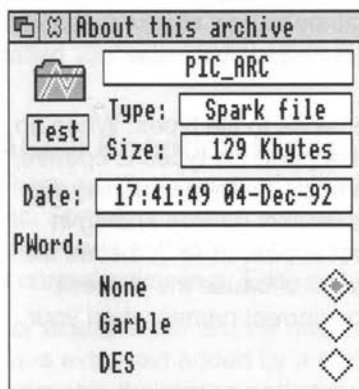 About this archive
PIC_ARC
Type: Spark file
Test
Size: 129 Kbytes
Date: 17:41:49 04-Dec-92
PWord:
None
Garble
DES